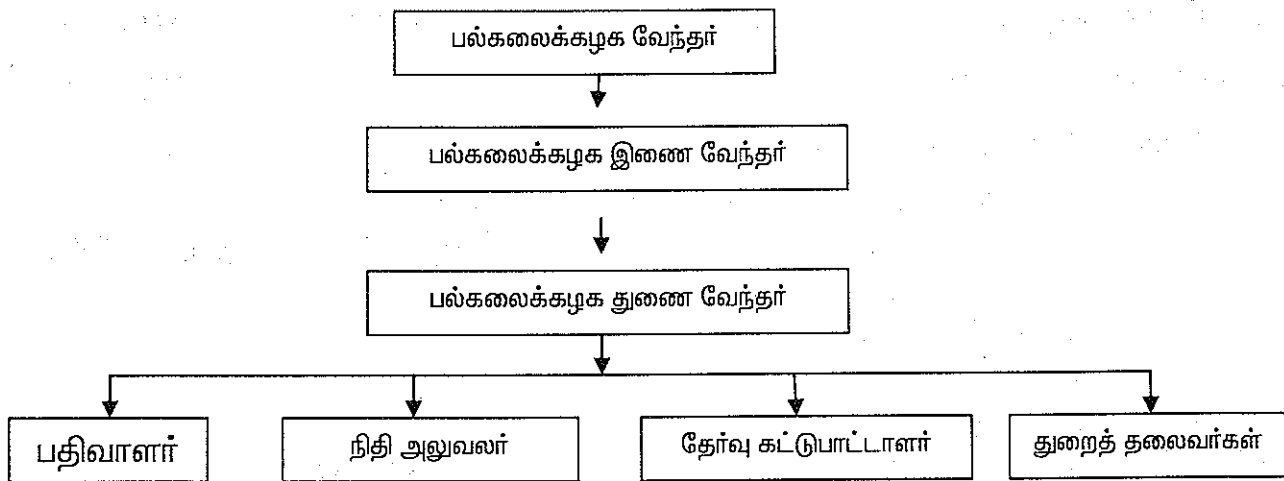 பல்கலைக்கழக வேந்தர்
பல்கலைக்கழக இணை வேந்தர்
பல்கலைக்கழக துணை வேந்தர்
பதிவாளர்
நிதி அலுவலர்
தேர்வு கட்டுபாட்டாளர்
துறைத் தலைவர்கள்